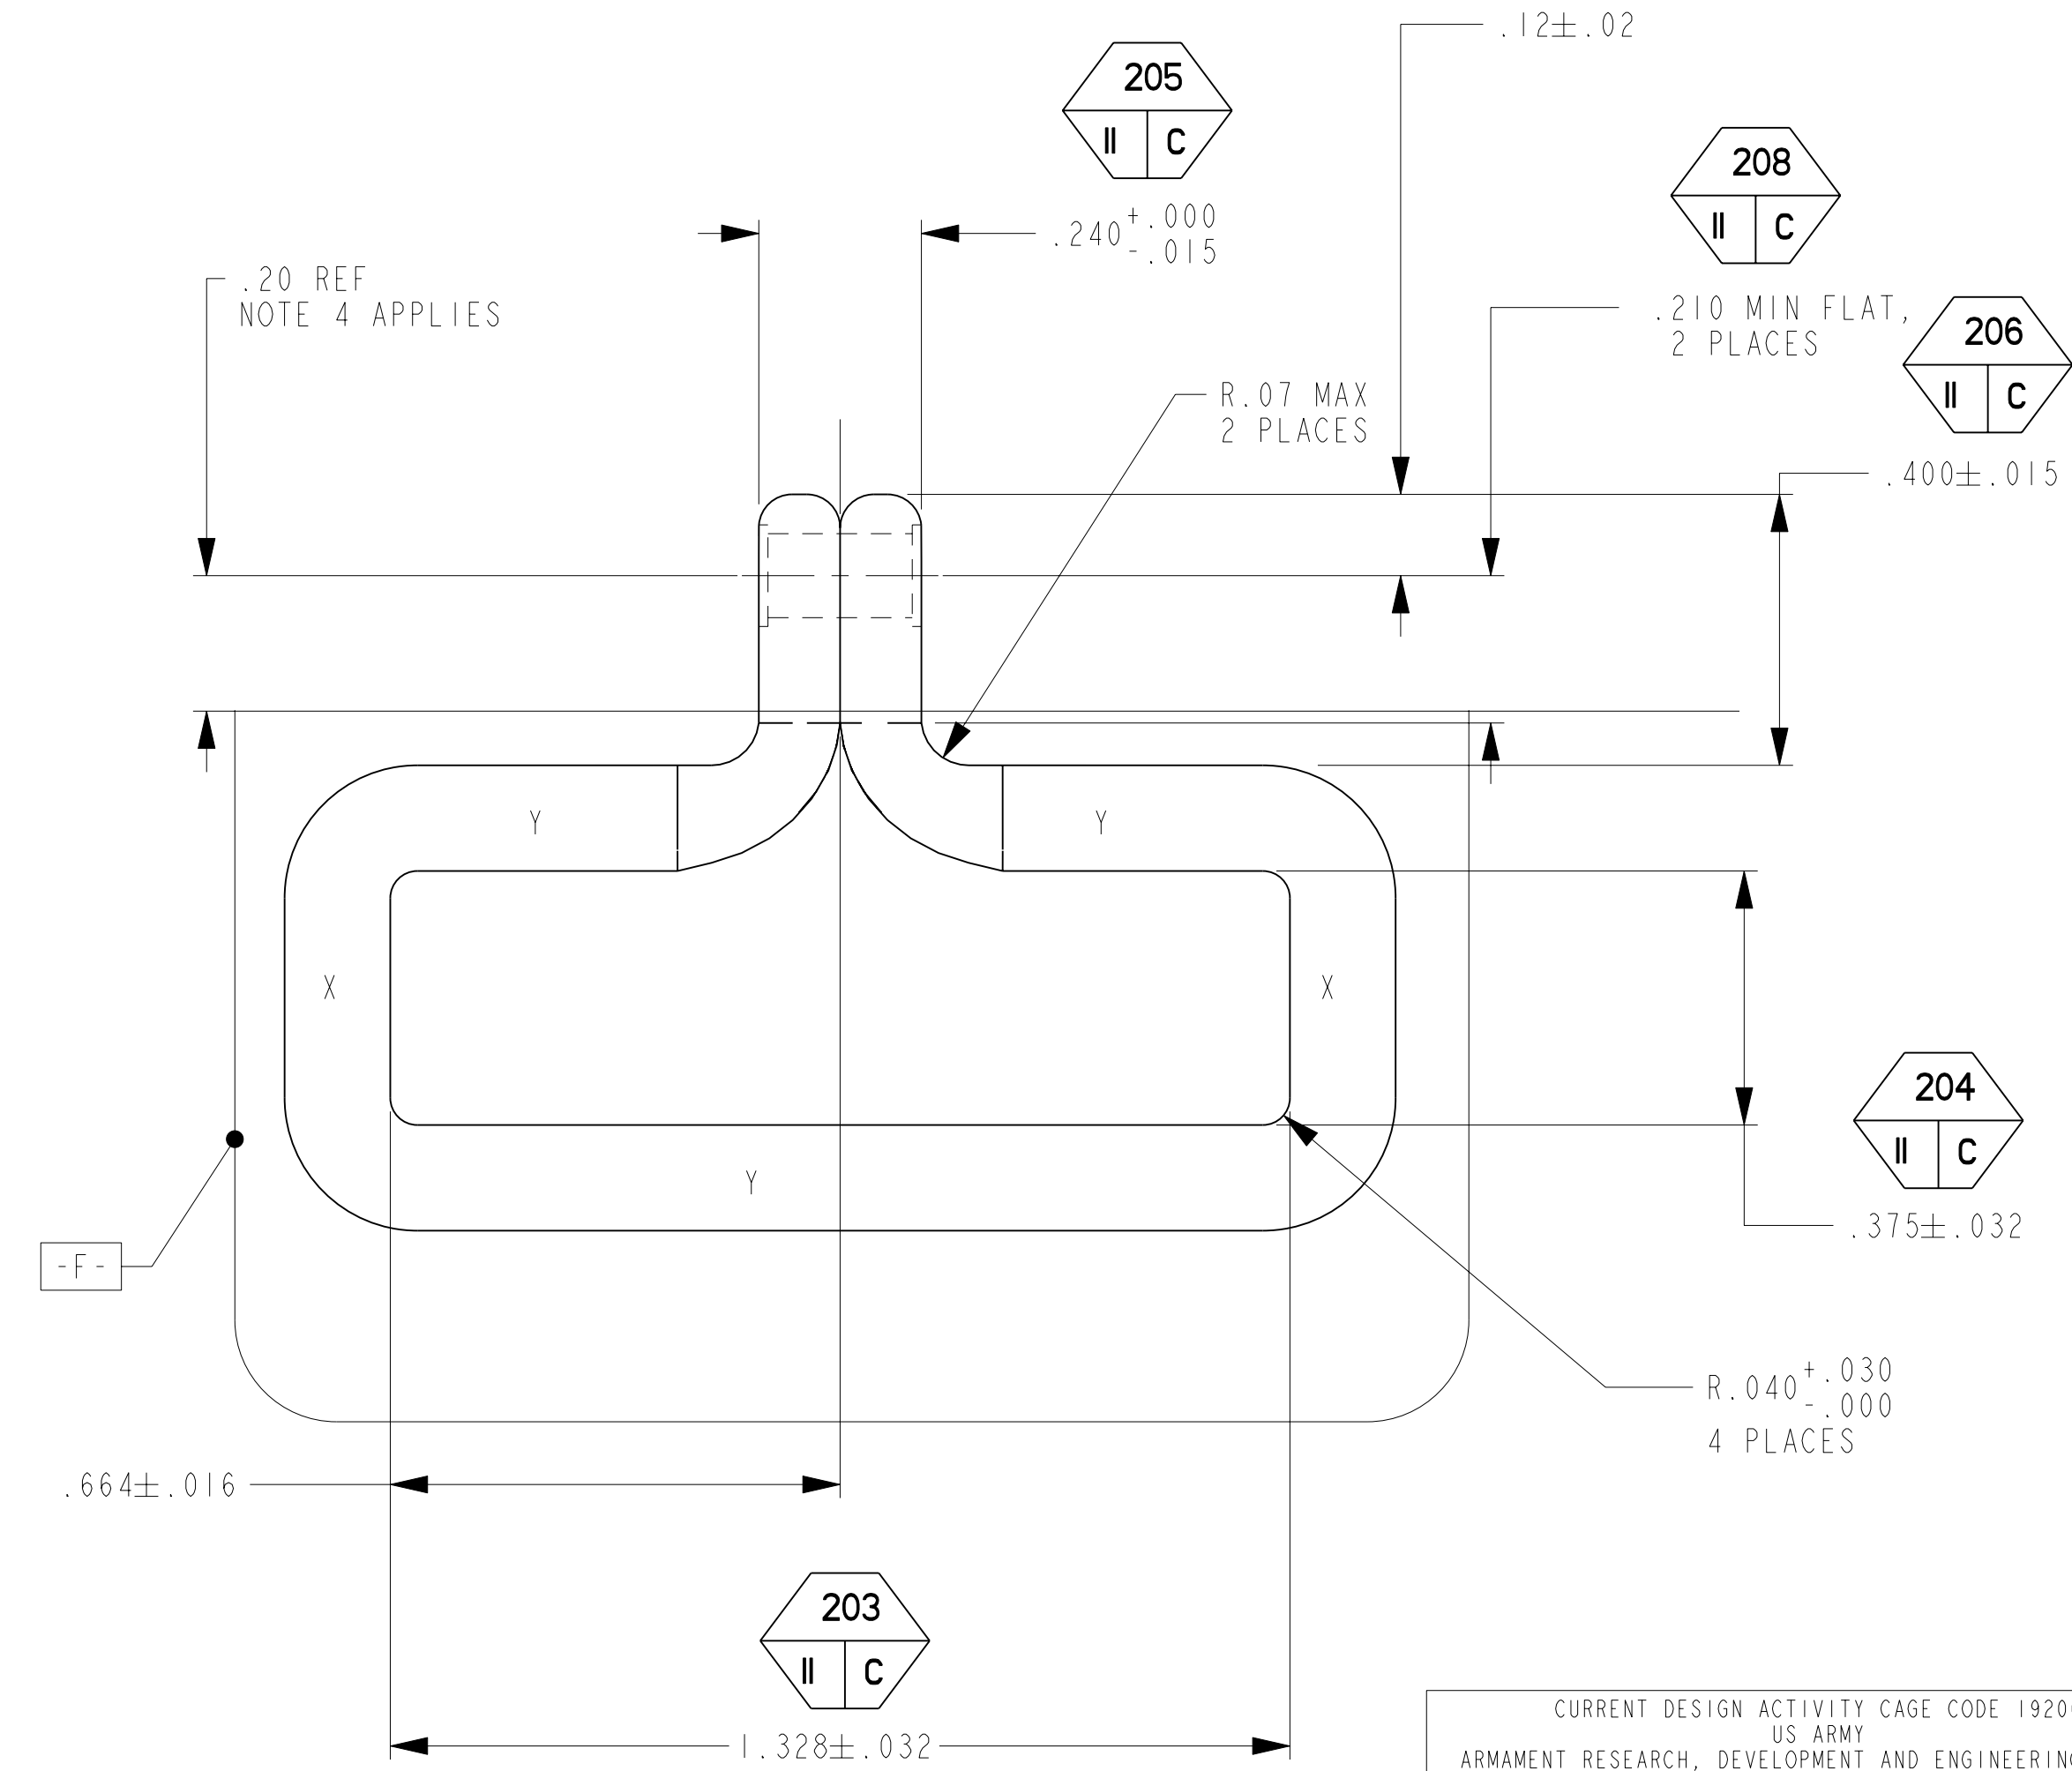 .12±.02
205
II C
.240 +.000
-.015
208
II C
.20 REF
NOTE 4 APPLIES
.210 MIN FLAT,
2 PLACES
206
II C
R.07 MAX
2 PLACES
.400±.015
Y
Y
X
X
204
II C
Y
.375±.032
-F-
R.040 +.030
-.000
4 PLACES
.664±.016
203
II C
1.328±.032
CURRENT DESIGN ACTIVITY CAGE CODE 1920
US ARMY
ARMAMENT RESEARCH, DEVELOPMENT AND ENGINEERING